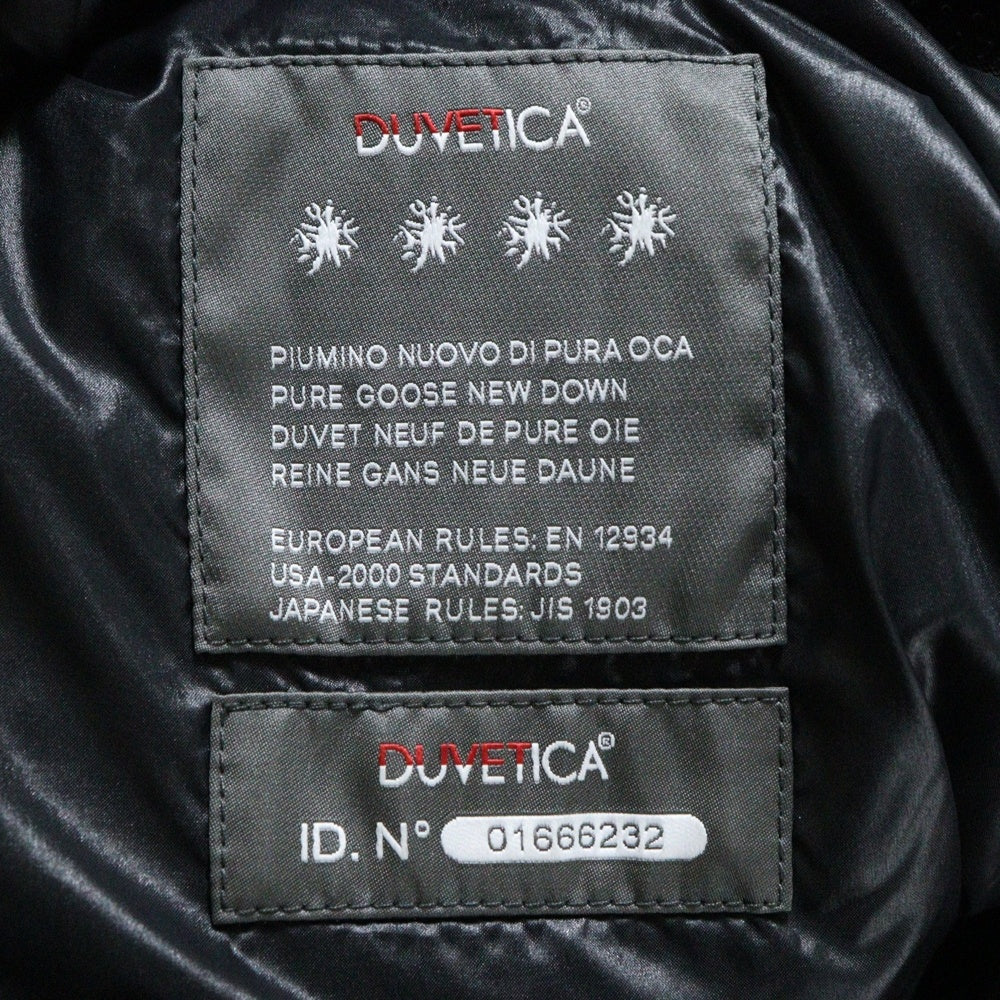 DUVETICA®
PIUMINO NUOVO DI PURA OCA
PURE GOOSE NEW DOWN
DUVET NEUF DE PURE OIE
REINE GANS NEUE DAUNE
EUROPEAN RULES: EN 12934
USA-2000 STANDARDS
JAPANESE RULES: JIS 1903
DUVETICA®
ID. N° 01666232